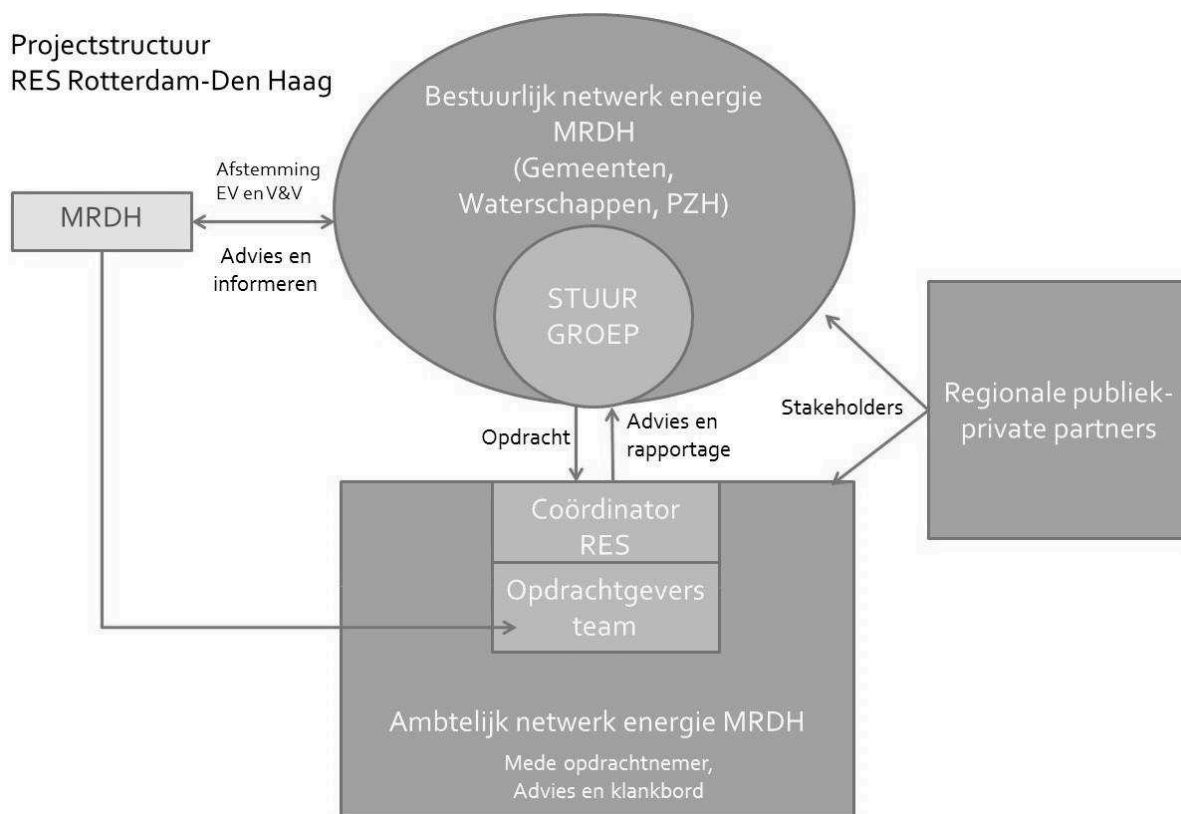 Projectstructuur
RES Rotterdam-Den Haag
Bestuurlijk netwerk energie
MRDH
(Gemeenten,
Waterschappen, PZH)
Afstemming
EV en V&V
MRDH
Advies en
informeren
STUUR
GROEP
Regionale publiek-
private partners
Stakeholders
Opdracht
Advies en
rapportage
Coördinator
RES
Opdrachtgevers
team
Ambtelijk netwerk energie MRDH
Mede opdrachtnemer,
Advies en klankbord